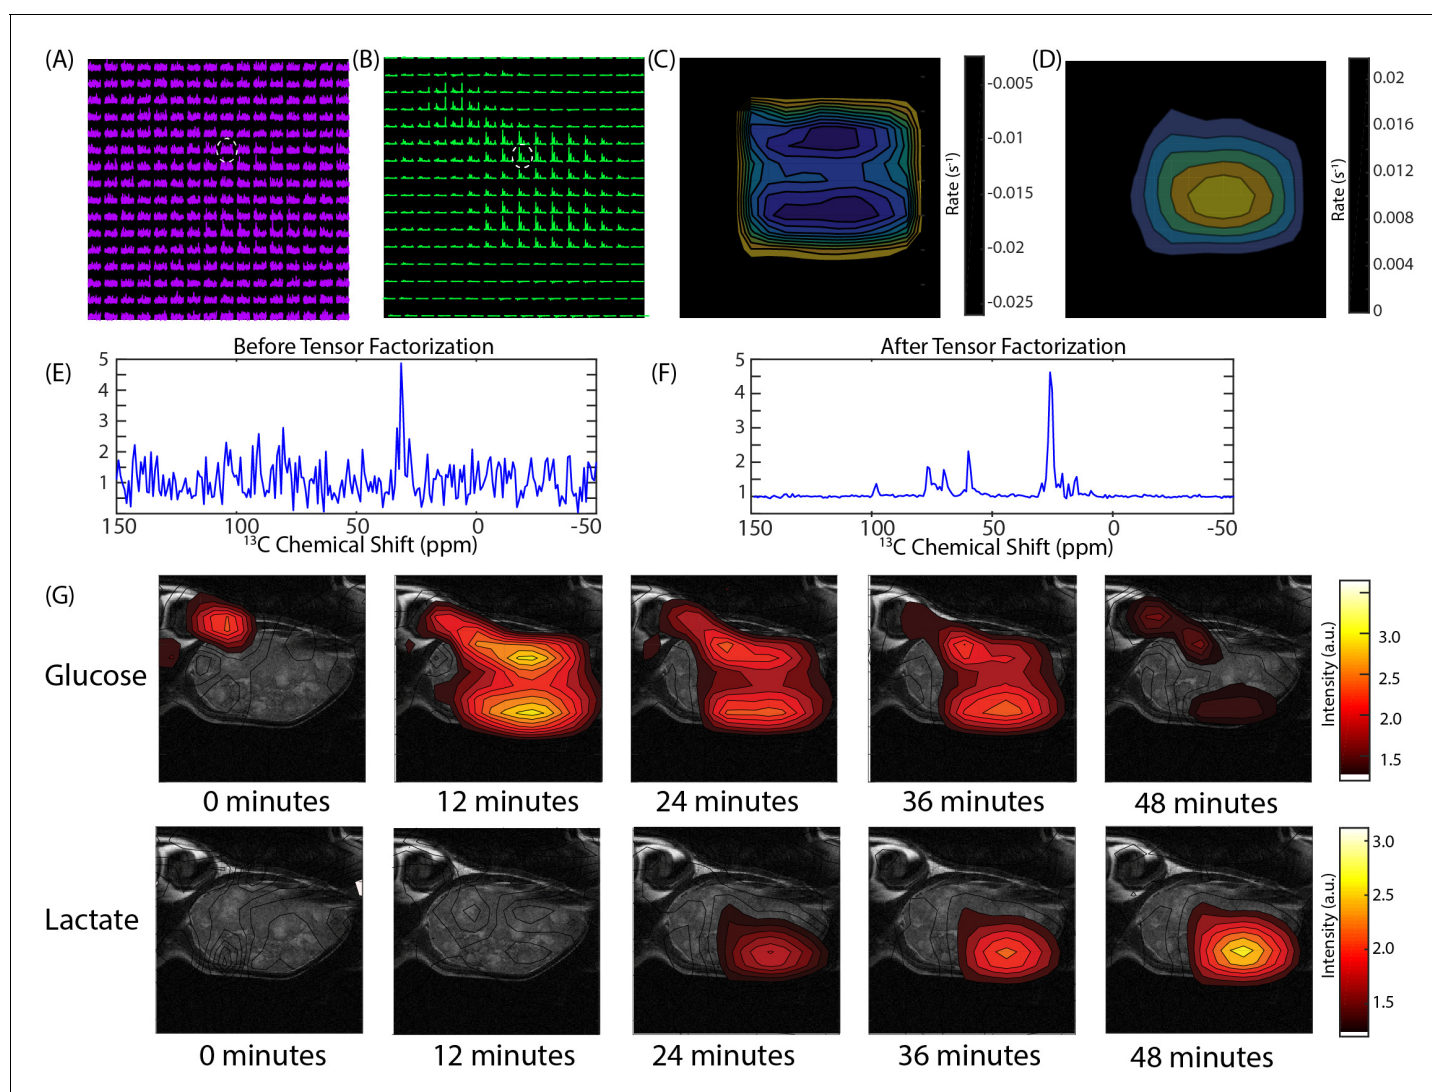 (A)
(B)
(C)
-0.005
-0.01
-0.015
-0.02
-0.025
Rate (s⁻¹)
(D)
0.02
0.016
0.012
0.008
0.004
0
Rate (s⁻¹)
(E)
Before Tensor Factorization
5
4
3
2
1
150
100
50
0
-50
¹³C Chemical Shift (ppm)
(F)
After Tensor Factorization
5
4
3
2
1
150
100
50
0
-50
¹³C Chemical Shift (ppm)
(G)
Glucose
0 minutes
12 minutes
24 minutes
36 minutes
48 minutes
Intensity (a.u.)
3.0
2.5
2.0
1.5
Lactate
0 minutes
12 minutes
24 minutes
36 minutes
48 minutes
Intensity (a.u.)
3.0
2.5
2.0
1.5